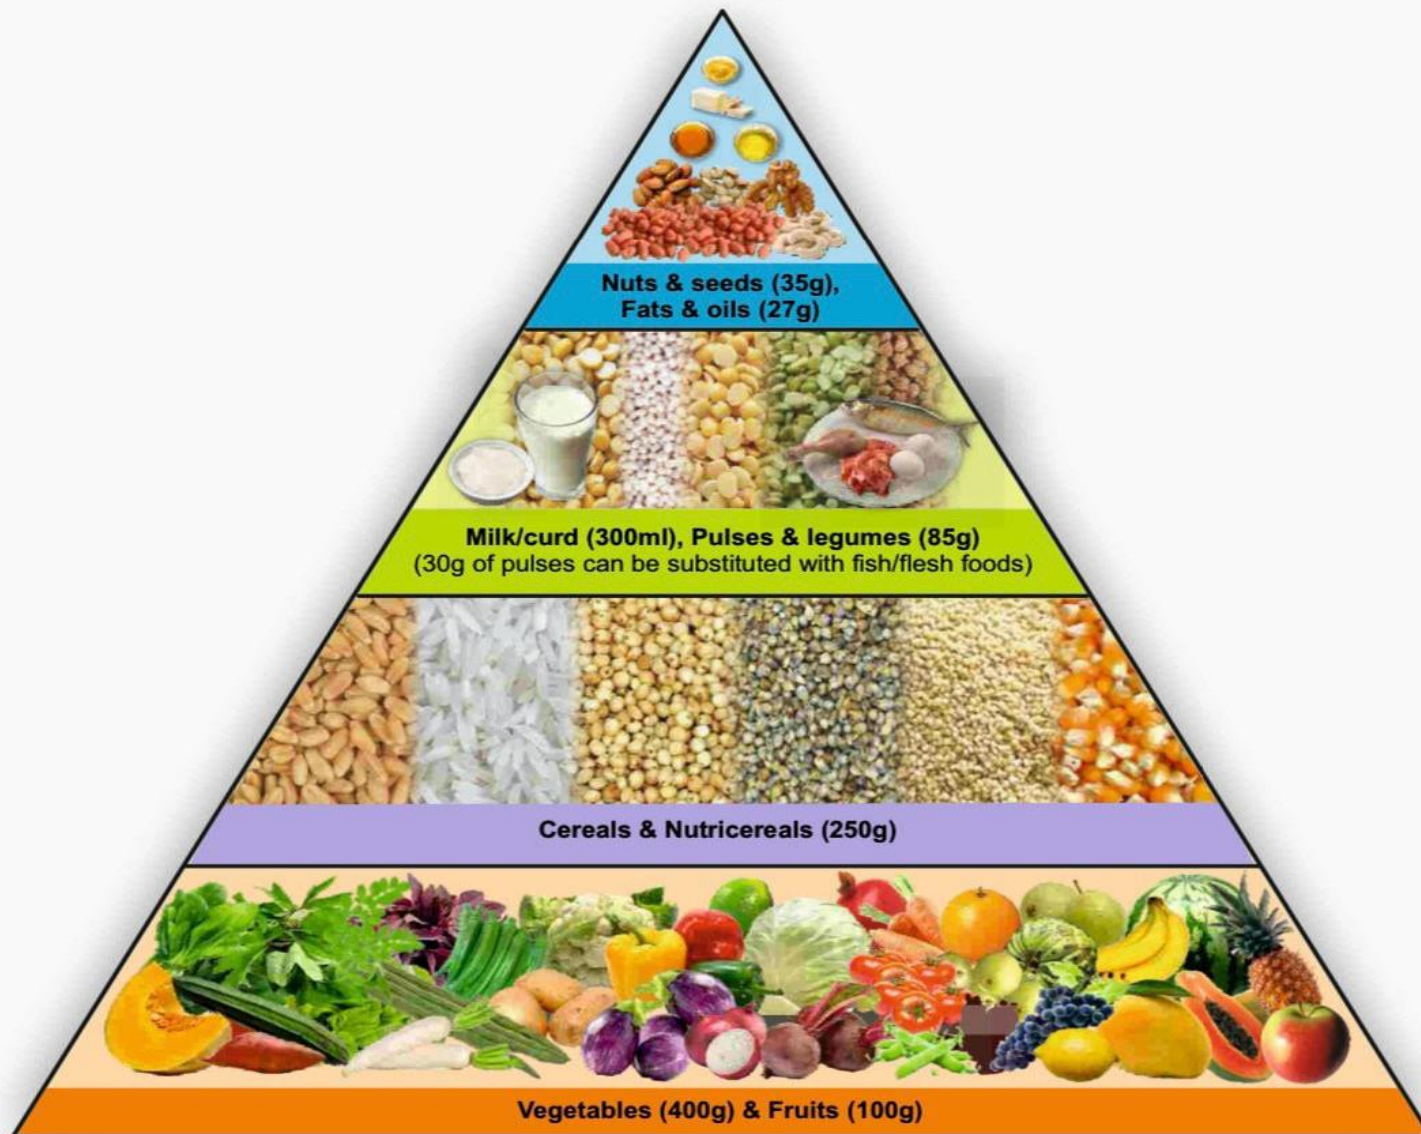 Nuts & seeds (35g),
Fats & oils (27g)
Milk/curd (300ml), Pulses & legumes (85g)
(30g of pulses can be substituted with fish/flesh foods)
Cereals & Nutricereals (250g)
Vegetables (400g) & Fruits (100g)